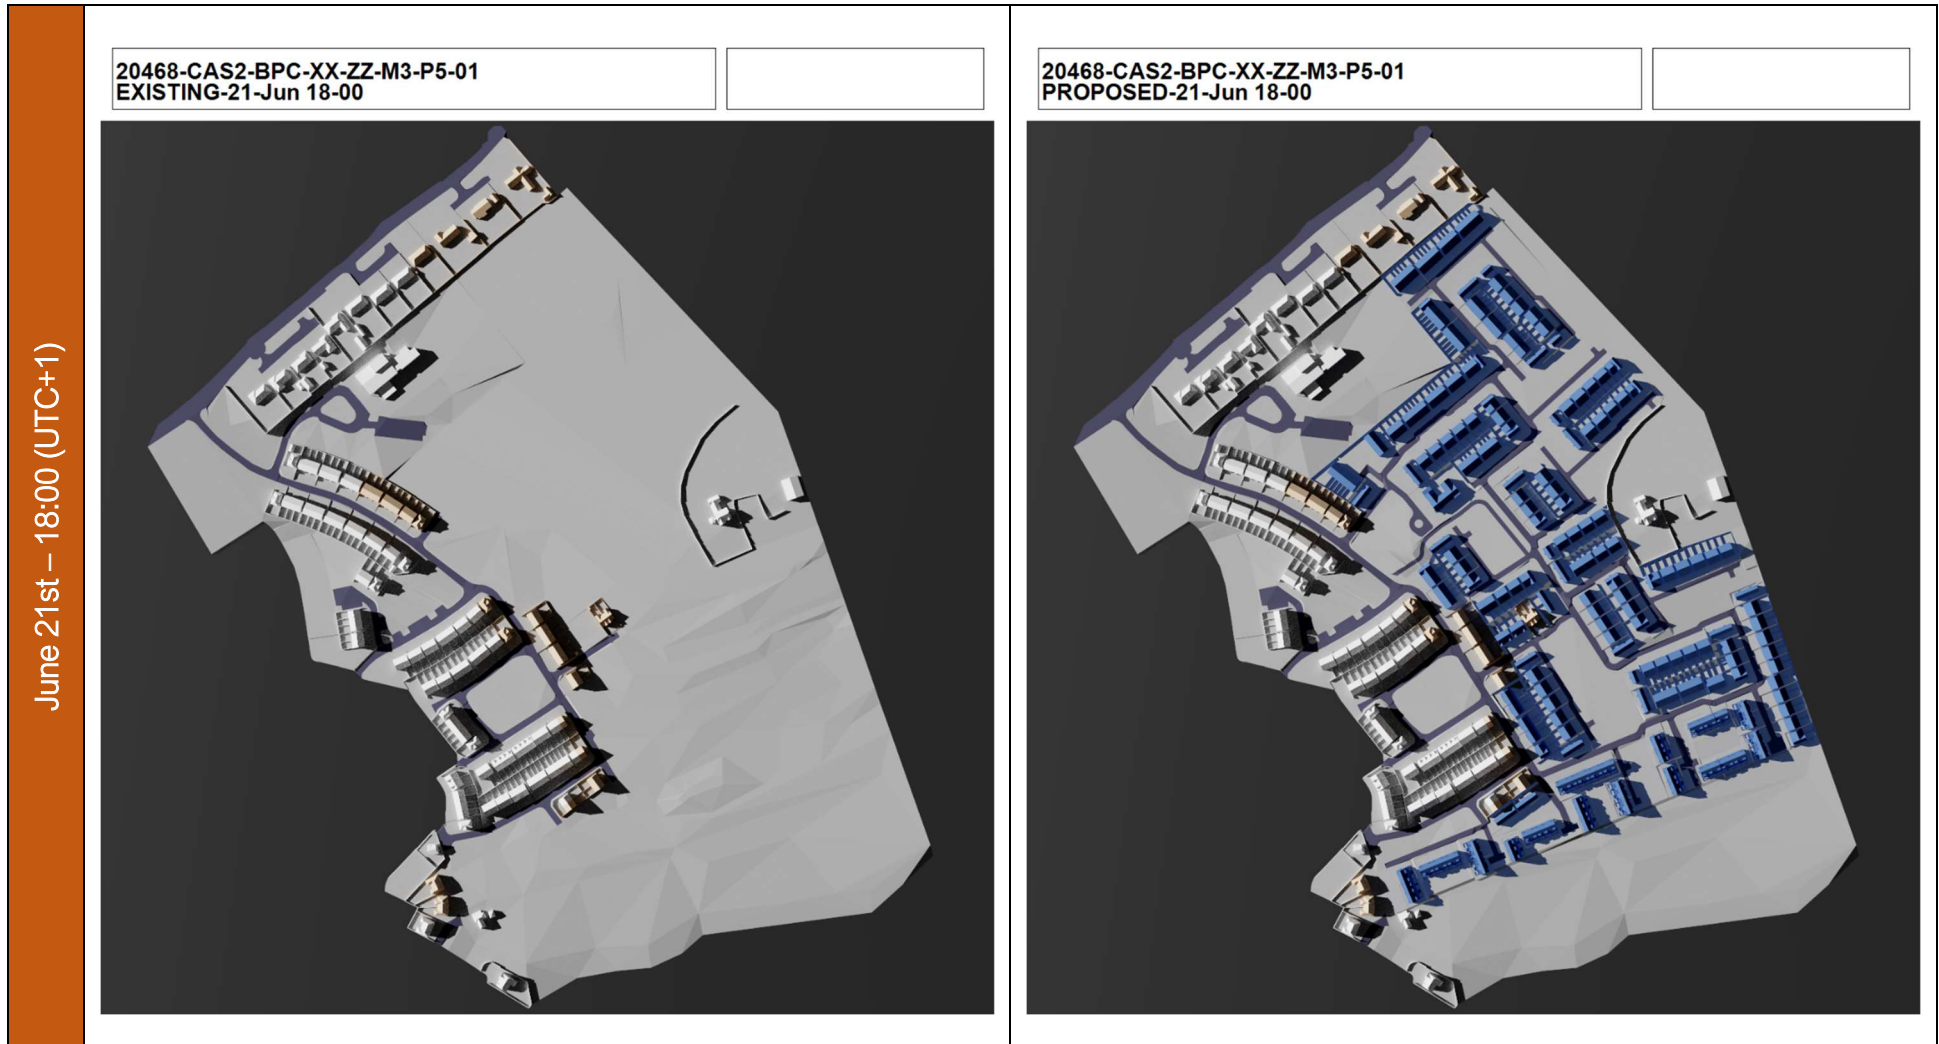 June 21st – 18:00 (UTC+1)
20468-CAS2-BPC-XX-ZZ-M3-P5-01
EXISTING-21-Jun 18-00
20468-CAS2-BPC-XX-ZZ-M3-P5-01
PROPOSED-21-Jun 18-00